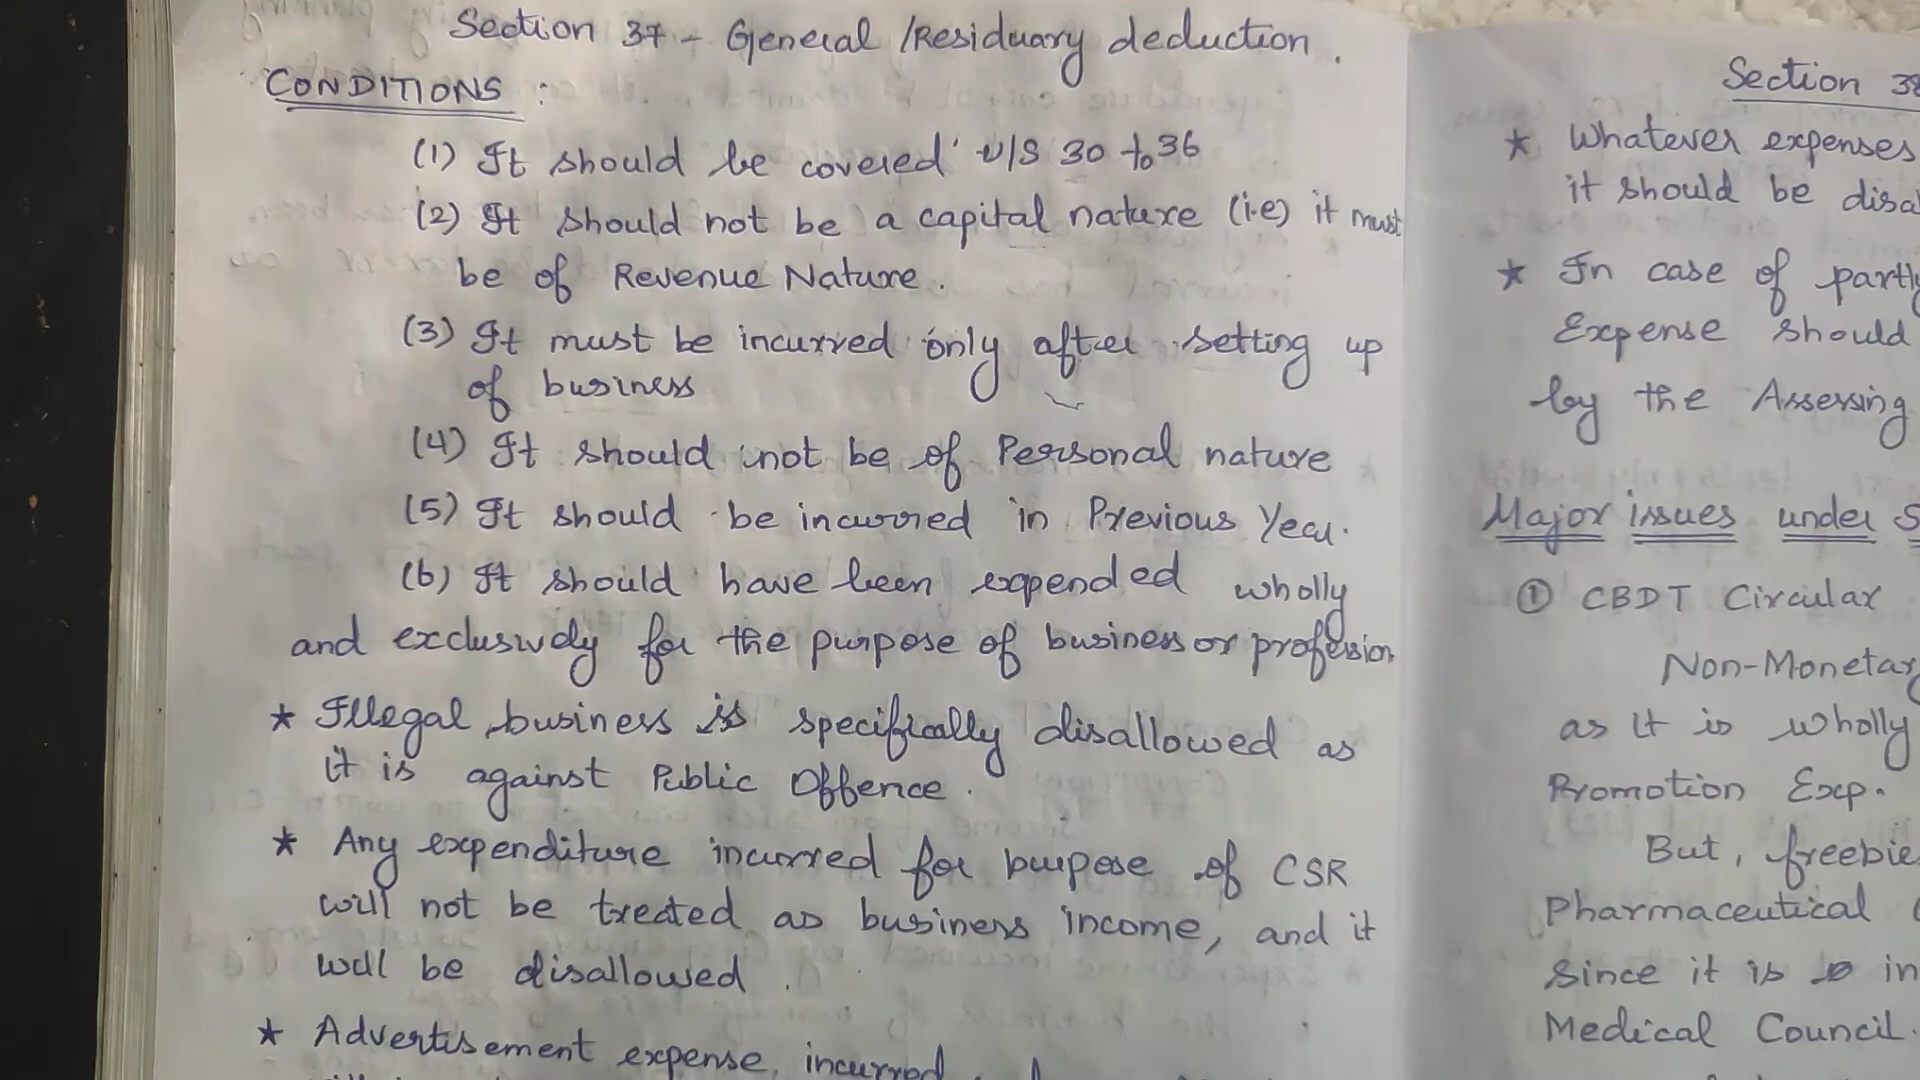 Section 37 - General /Residuary deduction.
CONDITIONS :
(1) It should be covered U/S 30 to 36
(2) It should not be a capital nature (i.e) it must
be of Revenue Nature.
(3) It must be incurred only after setting up
of business
(4) It should not be of Personal nature
(5) It should be incurred in Previous Year.
(6) It should have been expended wholly
and exclusively for the purpose of business or profession
★ Illegal business is specifically disallowed as
it is against Public Offence.
★ Any expenditure incurred for purpose of CSR
will not be treated as business income, and it
will be disallowed.
★ Advertisement expense, incurred
Section 38
★ Whatever expenses
it should be
★ In case of partly
Expense should
by the Assessing
Major issues under
① CBDT Circular
Non-Monetary
as it is wholly
Promotion Exp.
But, freebie
Pharmaceutical
Since it is in
Medical Council.